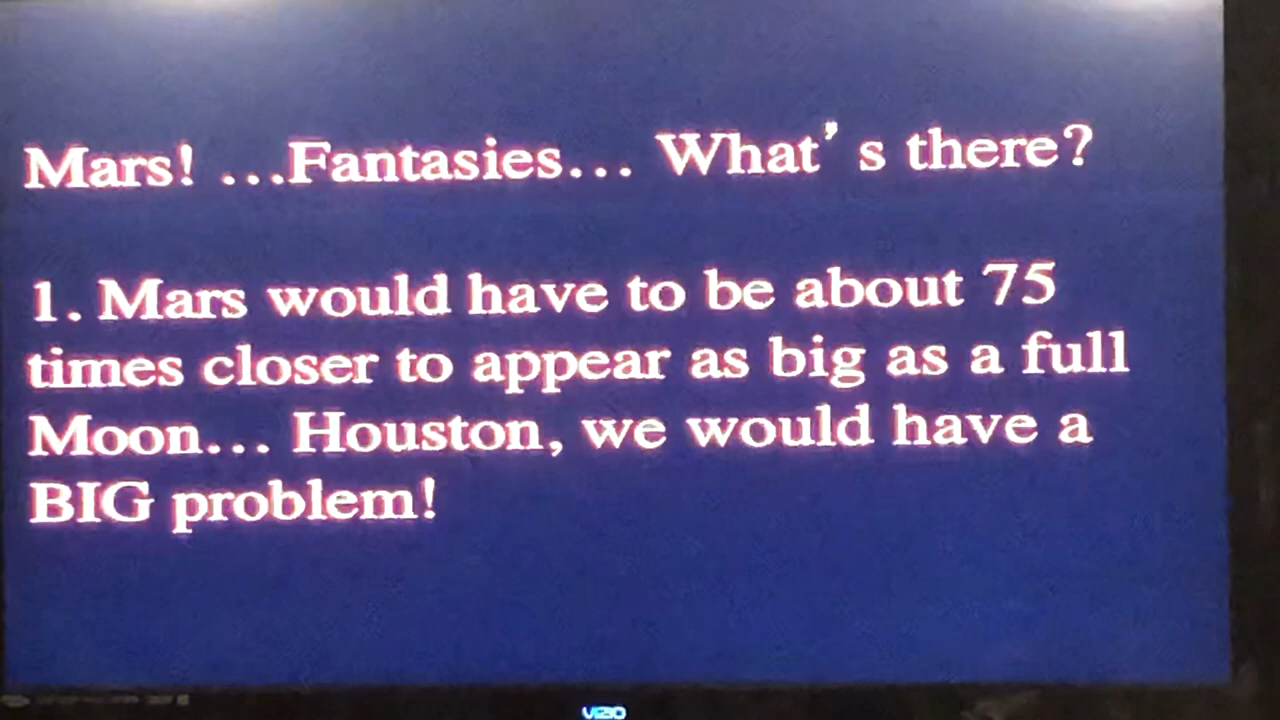 Mars! ...Fantasies... What's there?
1. Mars would have to be about 75
times closer to appear as big as a full
Moon... Houston, we would have a
BIG problem!
VIZIO